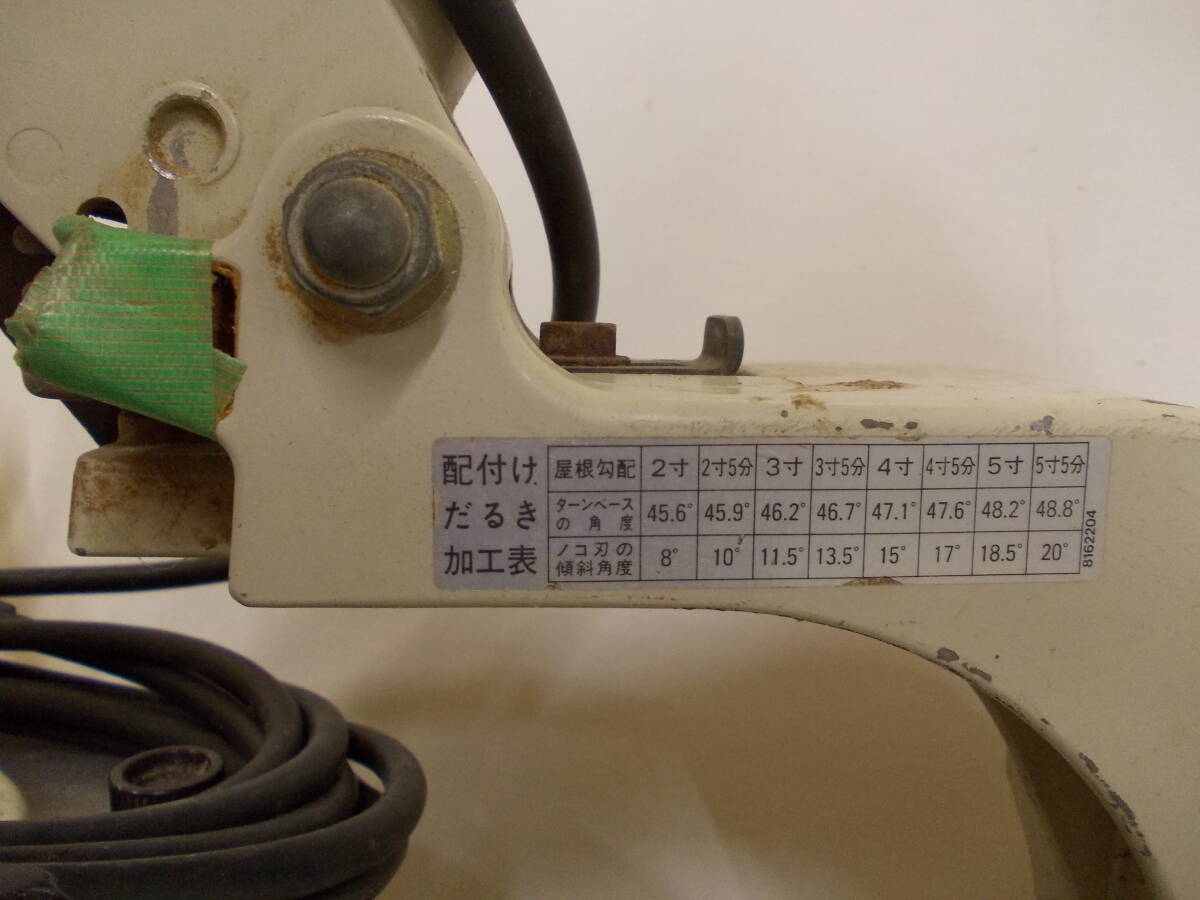 配付け
だるき
加工表
屋根勾配 2寸 2寸5分 3寸 3寸5分 4寸 4寸5分 5寸 5寸5分
ターンベースの角度 45.6° 45.9° 46.2° 46.7° 47.1° 47.6° 48.2° 48.8°
ノコ刃の傾斜角度 8° 10° 11.5° 13.5° 15° 17° 18.5° 20°
8162204